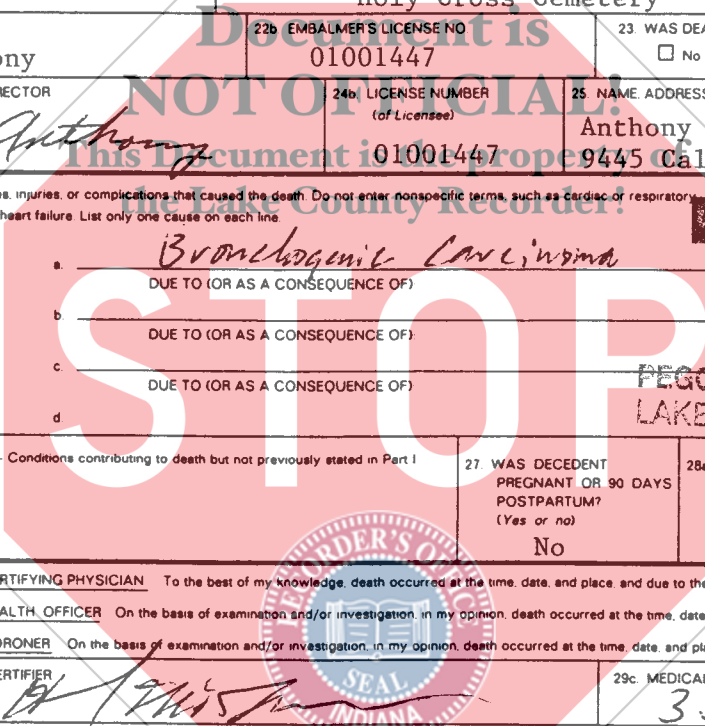 Holy Cross Cemetery
Document is
22b EMBALMER'S LICENSE NO
23. WAS DEA
ony
01001447
No
NOT OFFICIAL!
RECTOR
24b. LICENSE NUMBER
25. NAME. ADDRESS
(of Licensee)
Anthony
Anthony
This Document is the property of
01001447
9445 Cal
es. injuries, or complications that caused the death. Do not enter nonspecific terms, such as cardiac or respiratory
the Lake County Recorder!
heart failure. List only one cause on each line.
a. Bronchogenic Carcinoma
DUE TO (OR AS A CONSEQUENCE OF)
b.
DUE TO (OR AS A CONSEQUENCE OF):
c.
DUE TO (OR AS A CONSEQUENCE OF)
d
STOP
PEGG
LAKE
- Conditions contributing to death but not previously stated in Part I
27. WAS DECEDENT
PREGNANT OR 90 DAYS
POSTPARTUM?
(Yes or no)
No
28a
RECORDER'S OFFICE
RTIFYING PHYSICIAN To the best of my knowledge, death occurred at the time, date, and place, and due to the
ALTH OFFICER On the basis of examination and/or investigation, in my opinion, death occurred at the time, date
ORONER On the basis of examination and/or investigation, in my opinion, death occurred at the time, date, and pl
SEAL
INDIANA
ERTIFIER
29c. MEDICAL
3